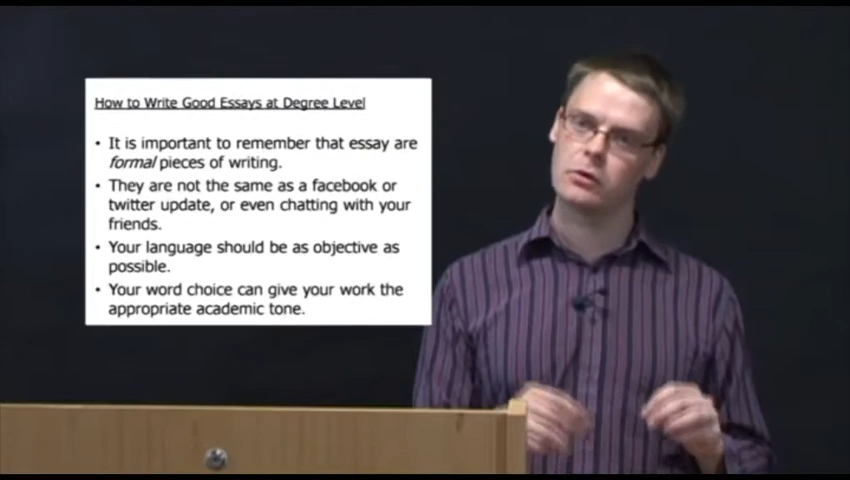 How to Write Good Essays at Degree Level
• It is important to remember that essay are
formal pieces of writing.
• They are not the same as a facebook or
twitter update, or even chatting with your
friends.
• Your language should be as objective as
possible.
• Your word choice can give your work the
appropriate academic tone.